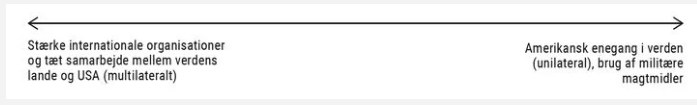 Stærke internationale organisationer
og tæt samarbejde mellem verdens
lande og USA (multilateralt)
Amerikansk enegang i verden
(unilateral), brug af militære
magtmidler